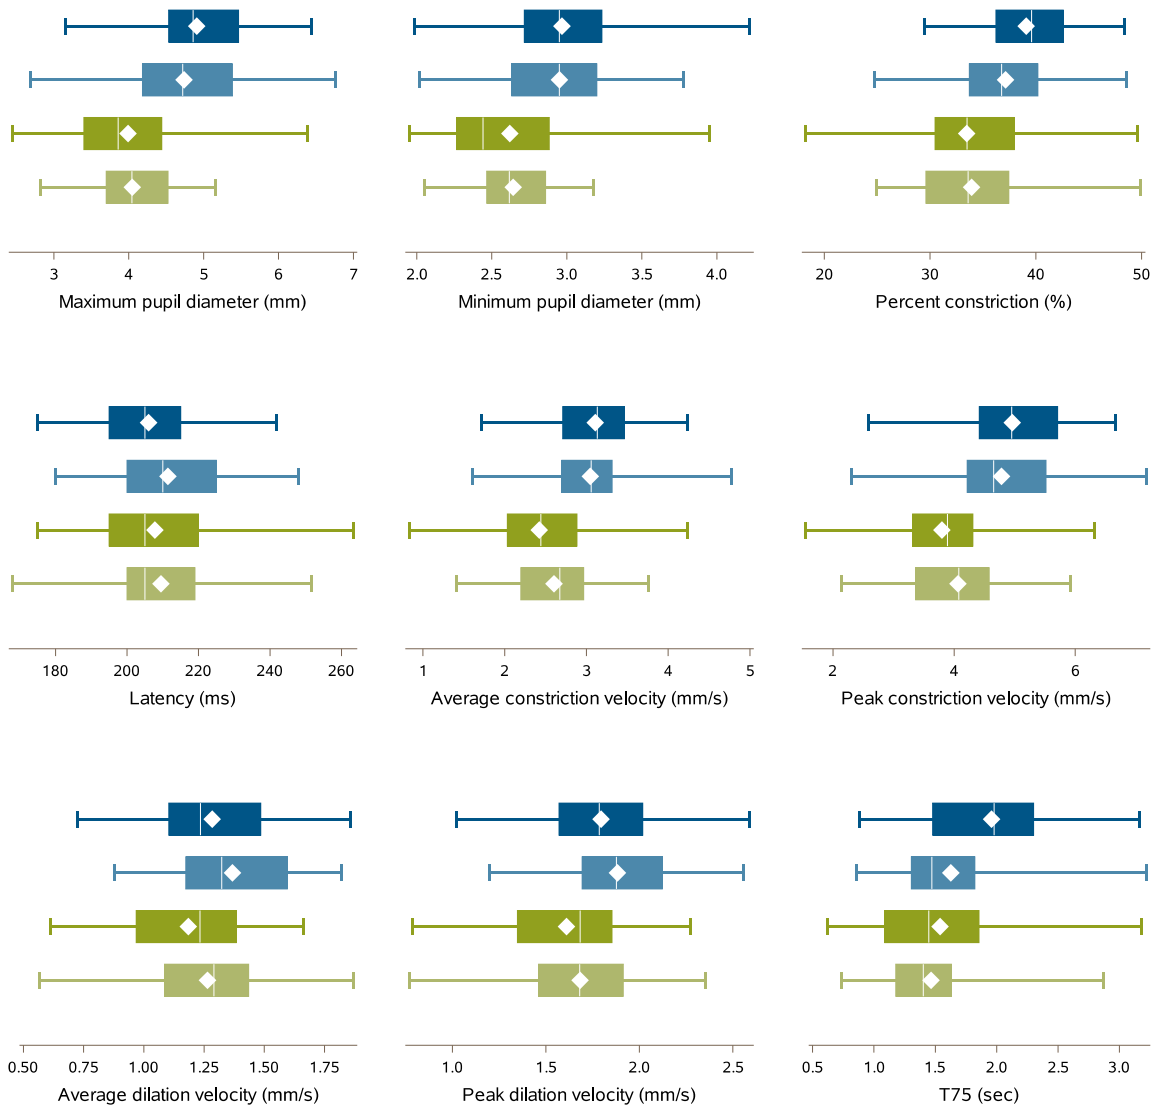 3 4 5 6 7
Maximum pupil diameter (mm)
2.0 2.5 3.0 3.5 4.0
Minimum pupil diameter (mm)
20 30 40 50
Percent constriction (%)
180 200 220 240 260
Latency (ms)
1 2 3 4 5
Average constriction velocity (mm/s)
2 4 6
Peak constriction velocity (mm/s)
0.50 0.75 1.00 1.25 1.50 1.75
Average dilation velocity (mm/s)
1.0 1.5 2.0 2.5
Peak dilation velocity (mm/s)
0.5 1.0 1.5 2.0 2.5 3.0
T75 (sec)